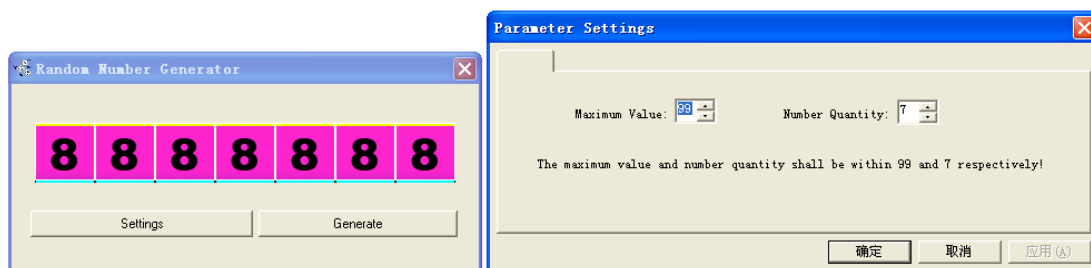 Random Number Generator
8 8 8 8 8 8 8
Settings
Generate
Parameter Settings
Maximum Value: 99
Number Quantity: 7
The maximum value and number quantity shall be within 99 and 7 respectively!
确定
取消
应用(A)